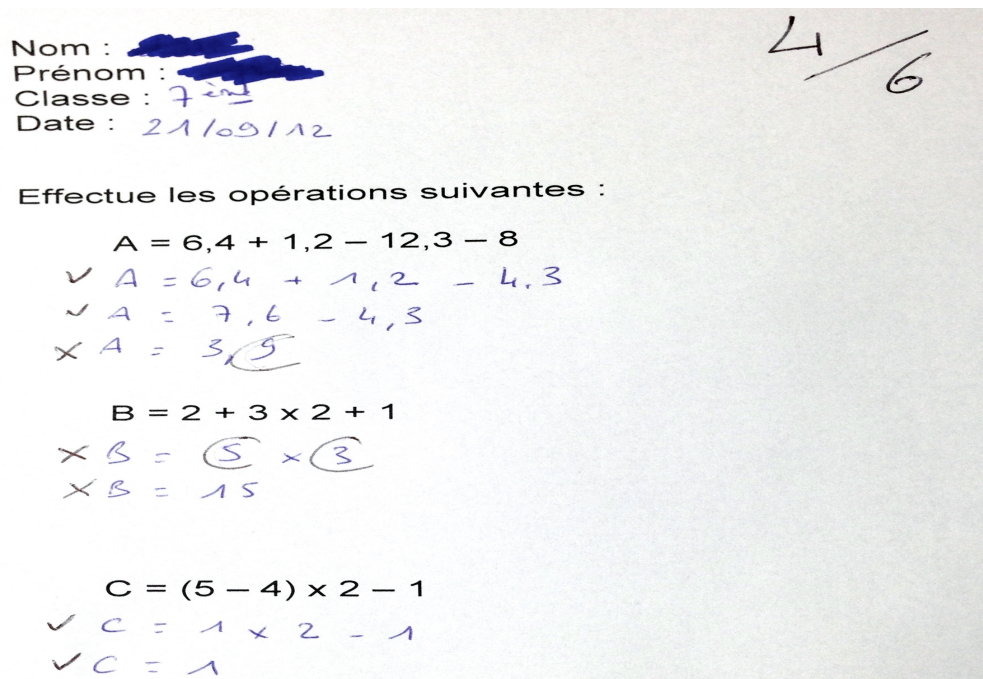 4/6
Nom :
Prénom :
Classe : 7ème
Date : 21/09/12
Effectue les opérations suivantes :
A = 6,4 + 1,2 – 12,3 – 8
✓ A = 6,4 + 1,2 - 4,3
✓ A = 7,6 - 4,3
× A = 3,9
B = 2 + 3 x 2 + 1
× B = 5 × 3
× B = 15
C = (5 – 4) x 2 – 1
✓ C = 1 × 2 - 1
✓ C = 1